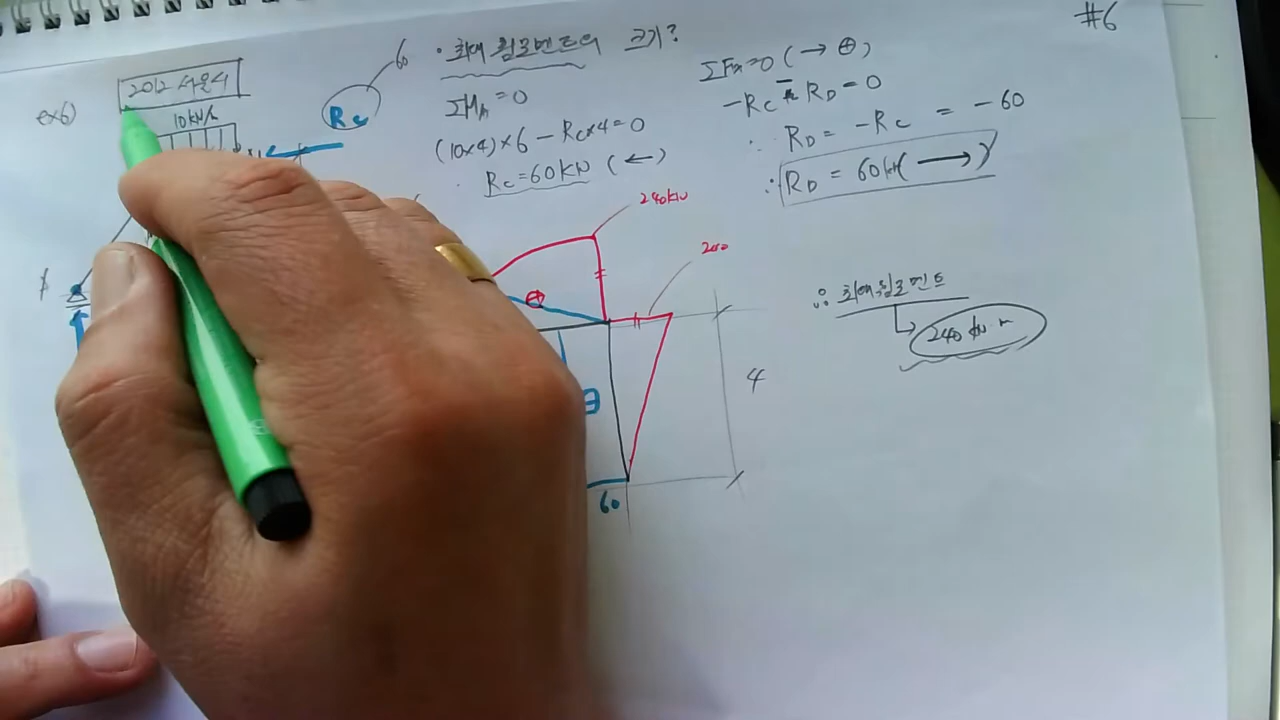 #6
ex6)
2012 서울시
10kN/
Rc
60
· 최대 휨모멘트의 크기?
=0
(10×4)×6 - Rc×4=0
Rc=60kN (←)
ΣFx=0 (→ ⊕)
-Rc - RD = 0
∴ RD = -Rc = -60
∴ RD = 60kN(→)
240kN
240
⊕
4
60
∴ 최대휨모멘트
240 kN m